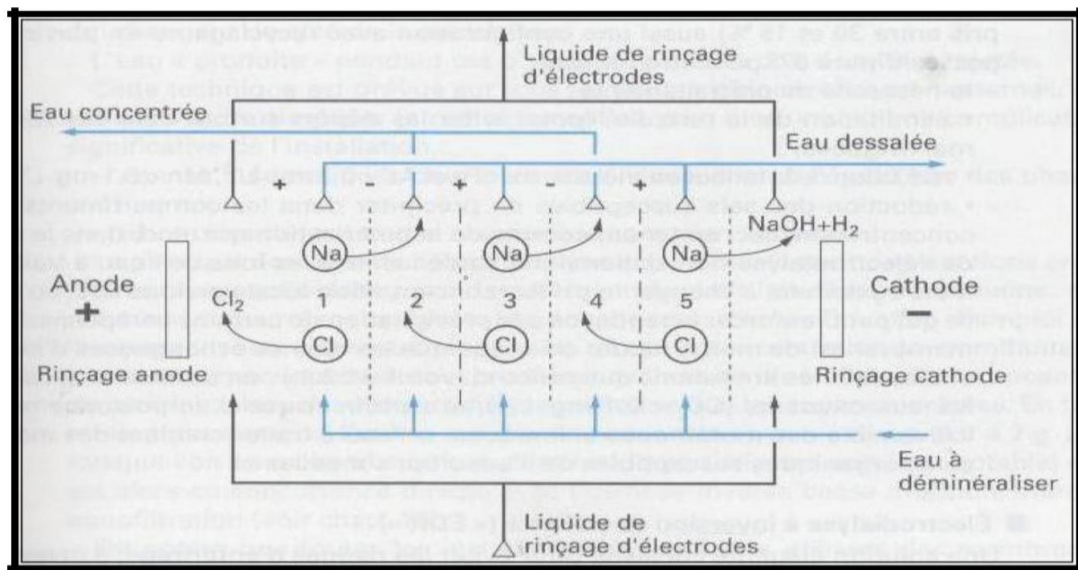 Liquide de rinçage
d'électrodes
Eau concentrée
Eau dessalée
+ - + - +
Na Na Na NaOH+H₂
Anode Cathode
+ Cl₂ 1 2 3 4 5 −
Cl Cl Cl
Rinçage anode Rinçage cathode
Eau à
déminéraliser
Liquide de
rinçage d'électrodes